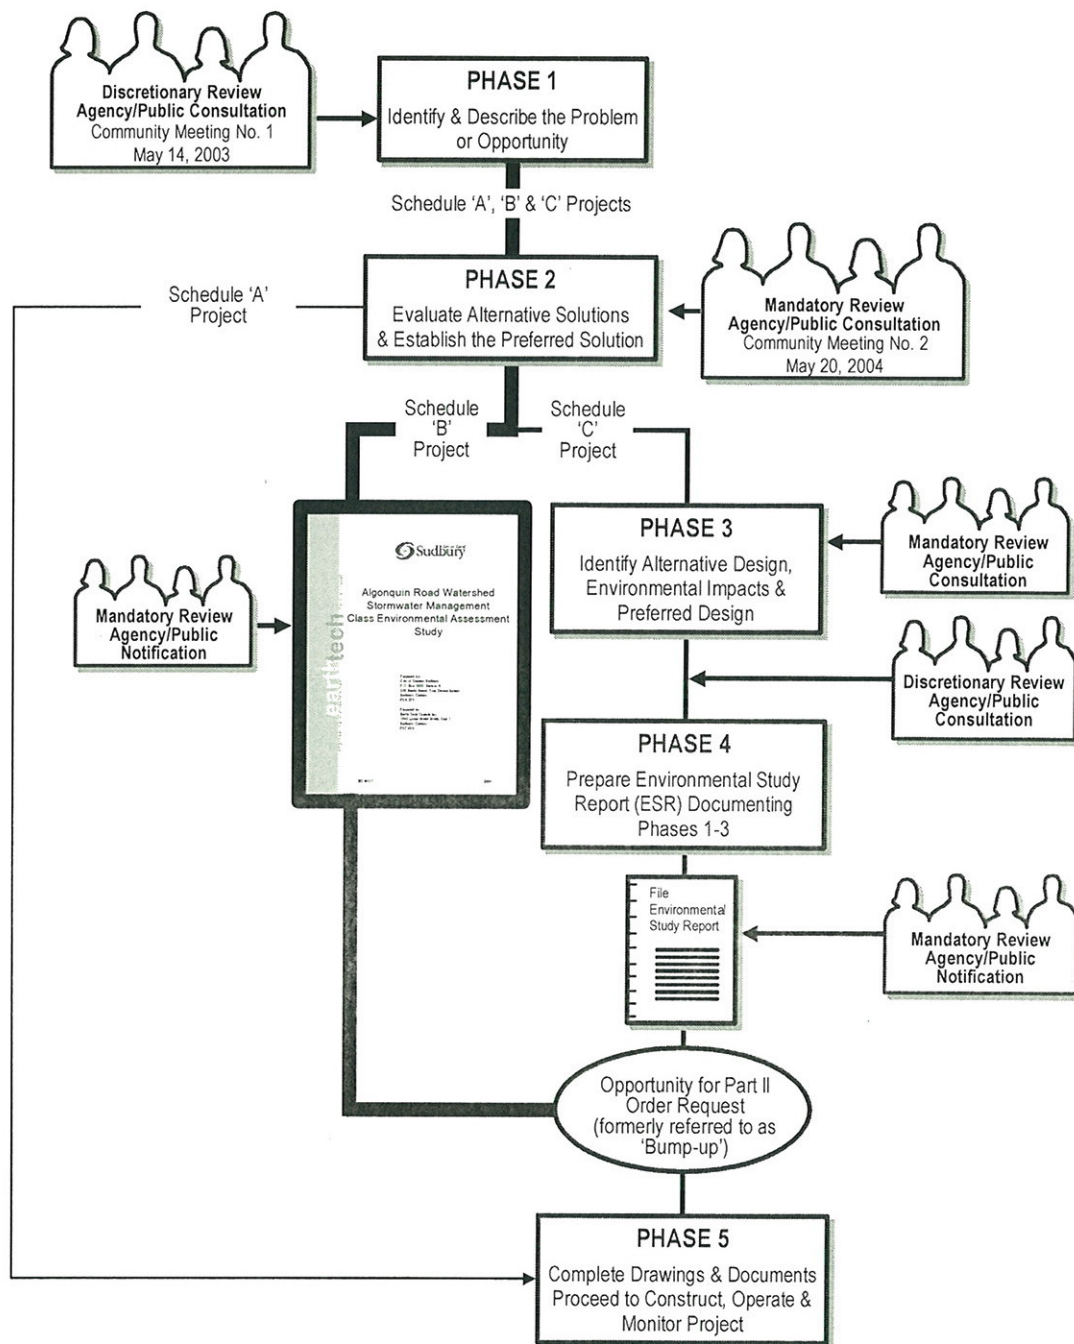 Discretionary Review
Agency/Public Consultation
Community Meeting No. 1
May 14, 2003
PHASE 1
Identify & Describe the Problem
or Opportunity
Schedule ‘A’, ‘B’ & ‘C’ Projects
PHASE 2
Evaluate Alternative Solutions
& Establish the Preferred Solution
Mandatory Review
Agency/Public Consultation
Community Meeting No. 2
May 20, 2004
Schedule ‘A’
Project
Schedule
‘B’
Project
Schedule
‘C’
Project
Mandatory Review
Agency/Public
Notification
Sudbury
Algonquin Road Watershed
Stormwater Management
Class Environmental Assessment
Study
earth tech
PHASE 3
Identify Alternative Design,
Environmental Impacts &
Preferred Design
Mandatory Review
Agency/Public
Consultation
Discretionary Review
Agency/Public
Consultation
PHASE 4
Prepare Environmental Study
Report (ESR) Documenting
Phases 1-3
File
Environmental
Study Report
Mandatory Review
Agency/Public
Notification
Opportunity for Part II
Order Request
(formerly referred to as
‘Bump-up’)
PHASE 5
Complete Drawings & Documents
Proceed to Construct, Operate &
Monitor Project